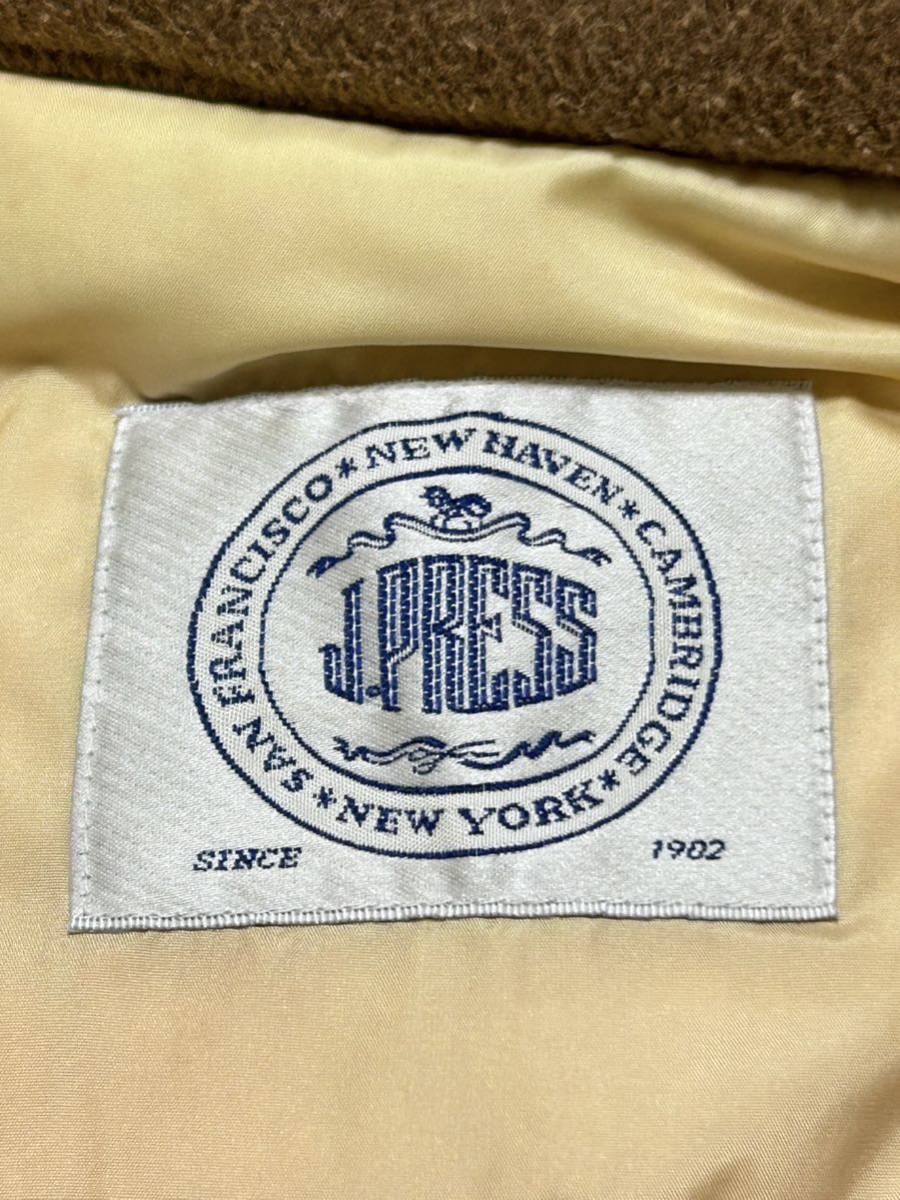 SAN FRANCISCO*NEW HAVEN*CAMBRIDGE*NEW YORK*
J.PRESS
SINCE 1902